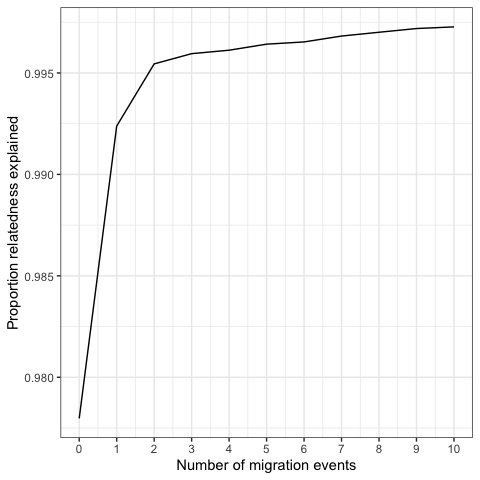 Proportion relatedness explained
0.995
0.990
0.985
0.980
0 1 2 3 4 5 6 7 8 9 10
Number of migration events